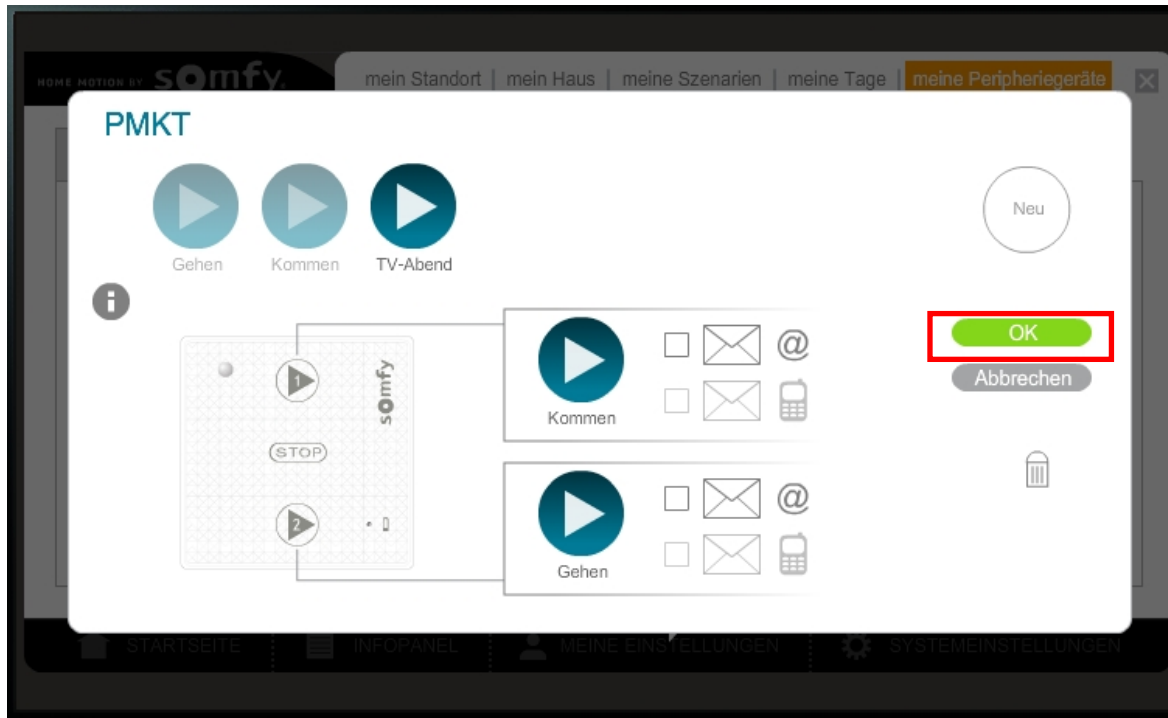 HOME MOTION BY somfy.
mein Standort | mein Haus | meine Szenarien | meine Tage | meine Peripheriegeräte
PMKT
Neu
Gehen Kommen TV-Abend
i
OK
1
somfy
Abbrechen
@
Kommen
STOP
@
2
Gehen
STARTSEITE INFOPANEL MEINE EINSTELLUNGEN SYSTEMEINSTELLUNGEN